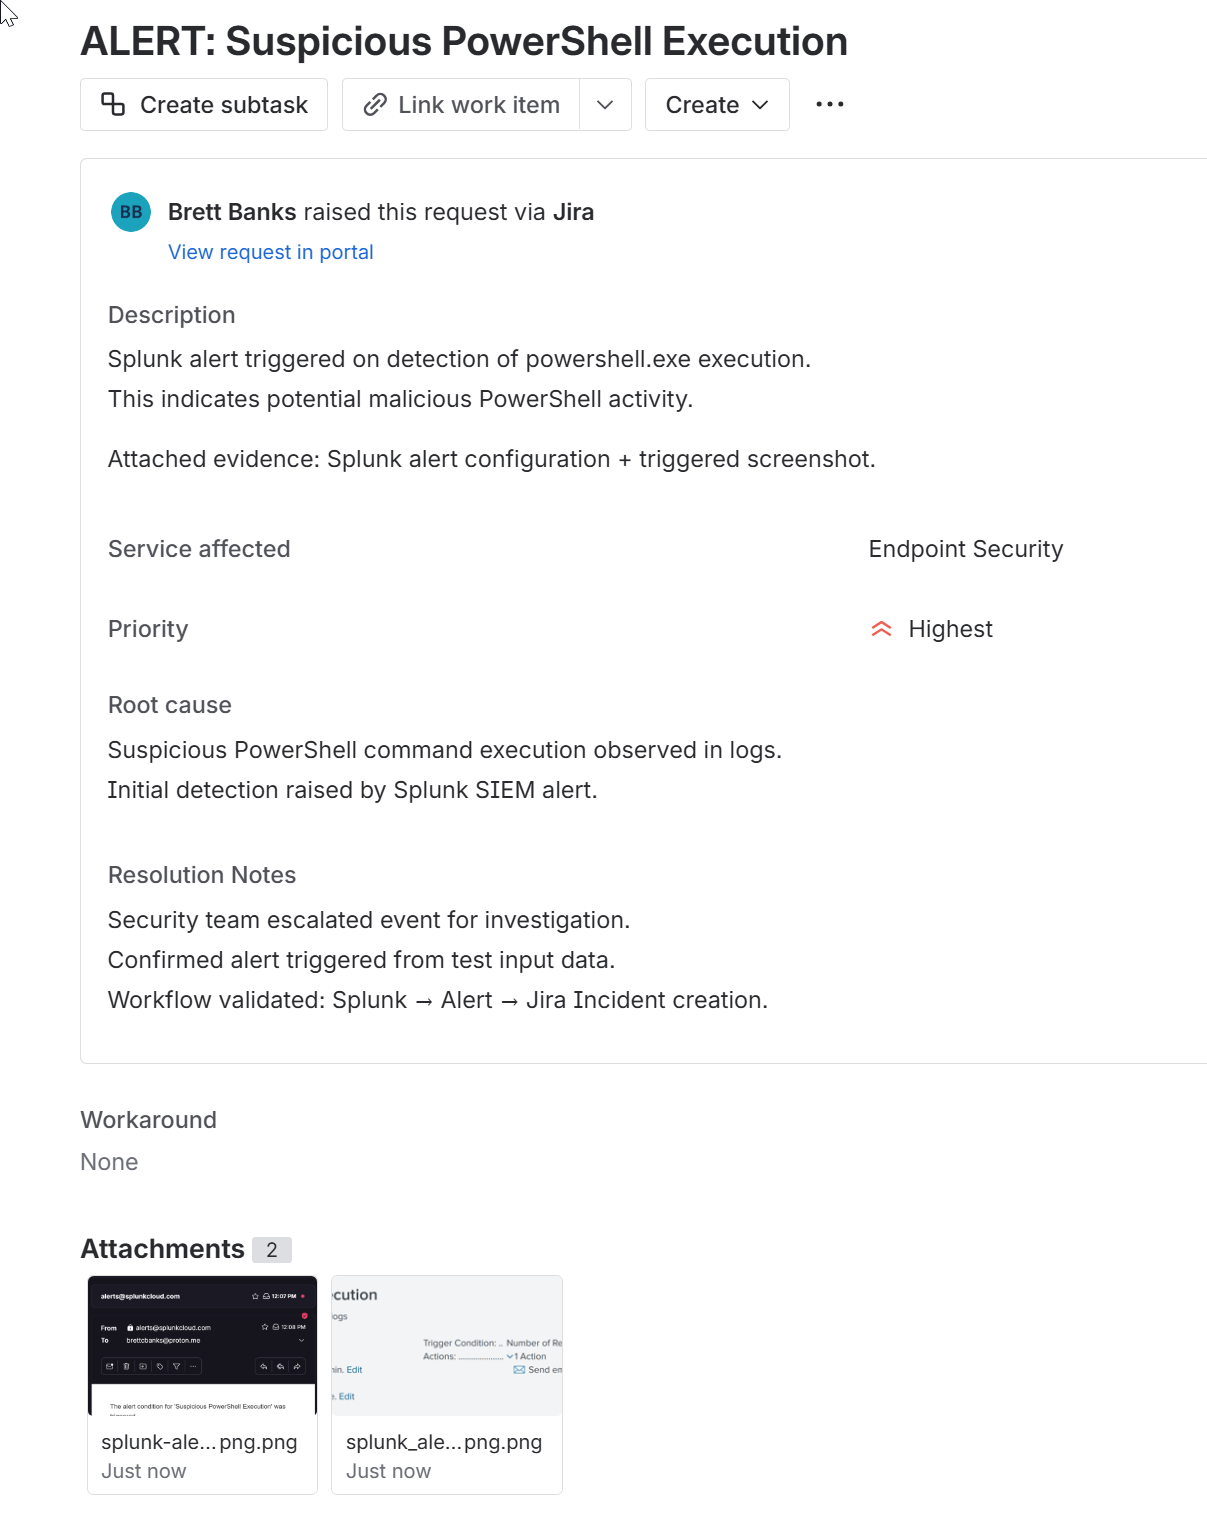 ALERT: Suspicious PowerShell Execution
Create subtask
Link work item
Create
BB
Brett Banks raised this request via Jira
View request in portal
Description
Splunk alert triggered on detection of powershell.exe execution.
This indicates potential malicious PowerShell activity.
Attached evidence: Splunk alert configuration + triggered screenshot.
Service affected
Endpoint Security
Priority
Highest
Root cause
Suspicious PowerShell command execution observed in logs.
Initial detection raised by Splunk SIEM alert.
Resolution Notes
Security team escalated event for investigation.
Confirmed alert triggered from test input data.
Workflow validated: Splunk → Alert → Jira Incident creation.
Workaround
None
Attachments 2
alerts@splunkcloud.com
12:07 PM
From alerts@splunkcloud.com
12:08 PM
To brettcbanks@proton.me
The alert condition for 'Suspicious PowerShell Execution' was
cution
ogs
Trigger Condition: .. Number of Re
Actions: 1 Action
in. Edit
Send em
. Edit
splunk-ale... png.png
Just now
splunk_ale... png.png
Just now